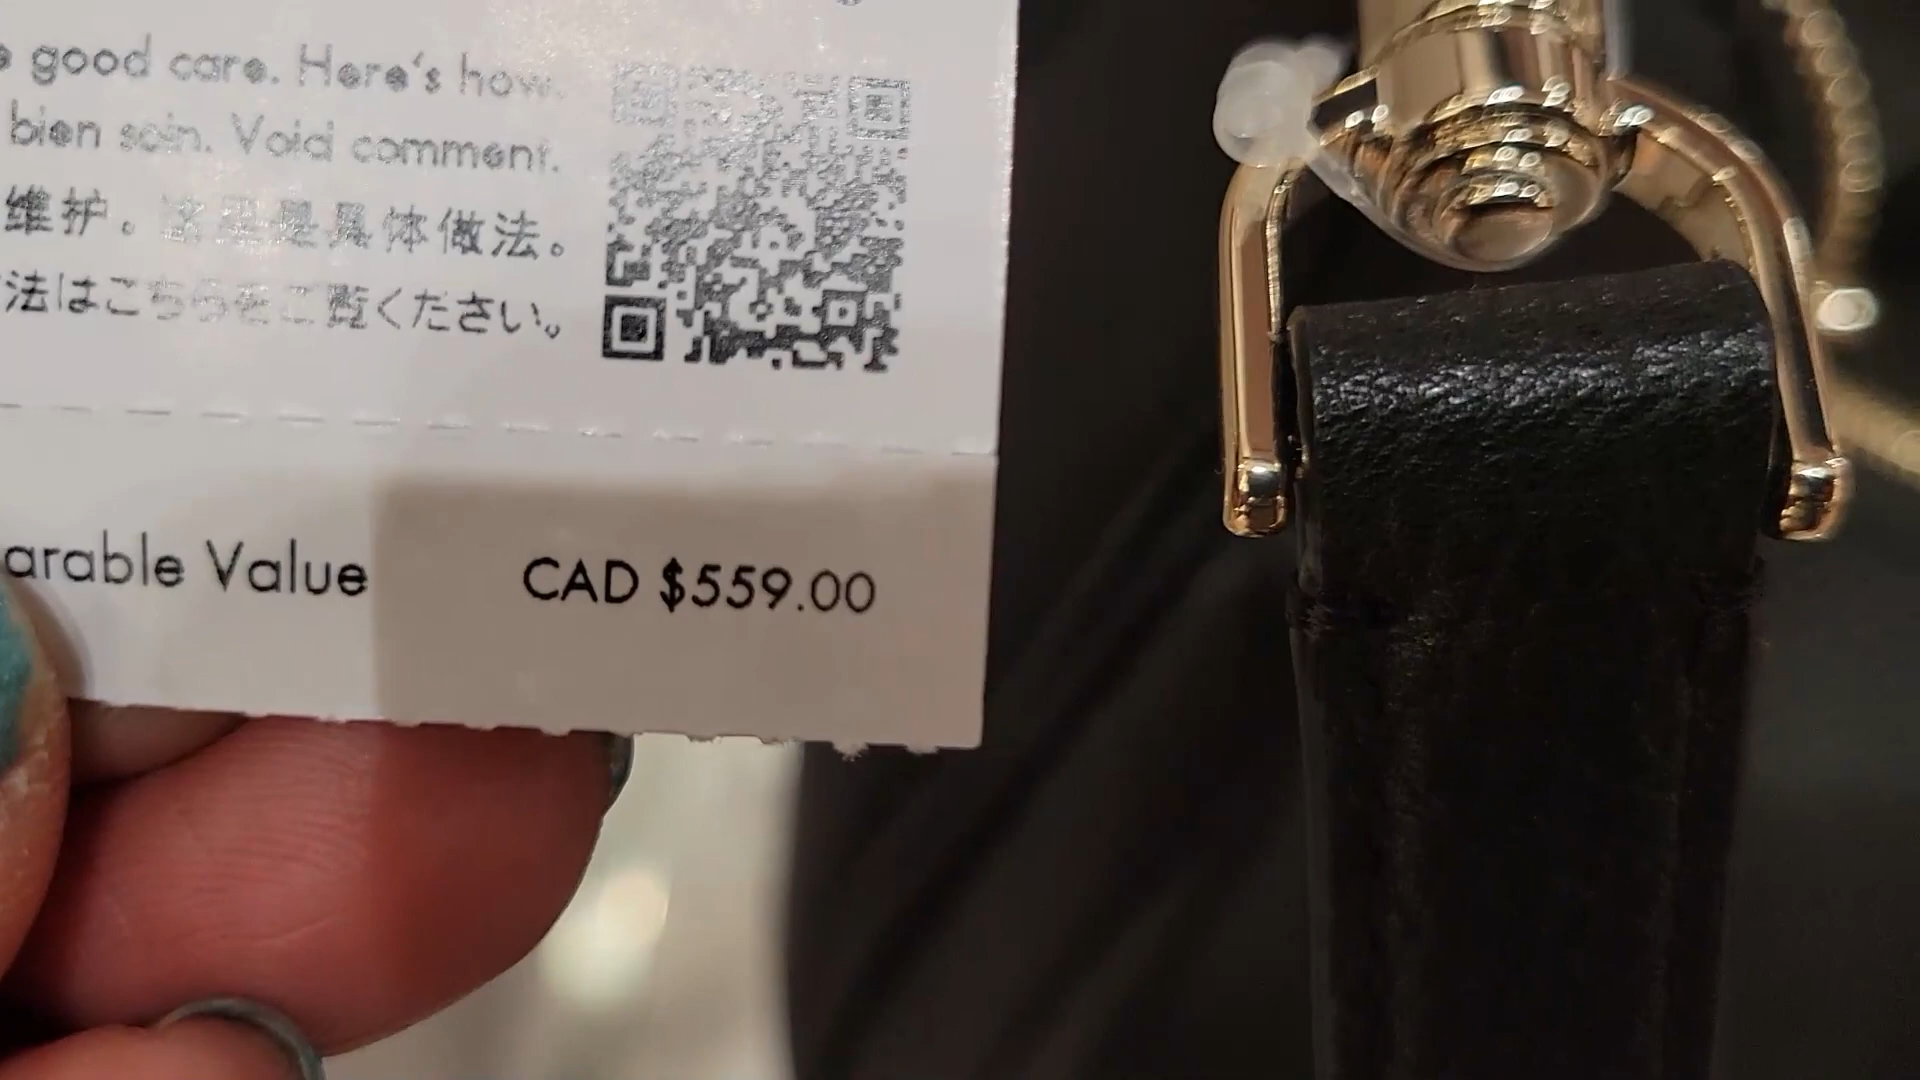 good care. Here's how.
bien soin. Voici comment.
维护。这里是具体做法。
法はこちらをご覧ください。
arable Value CAD $559.00